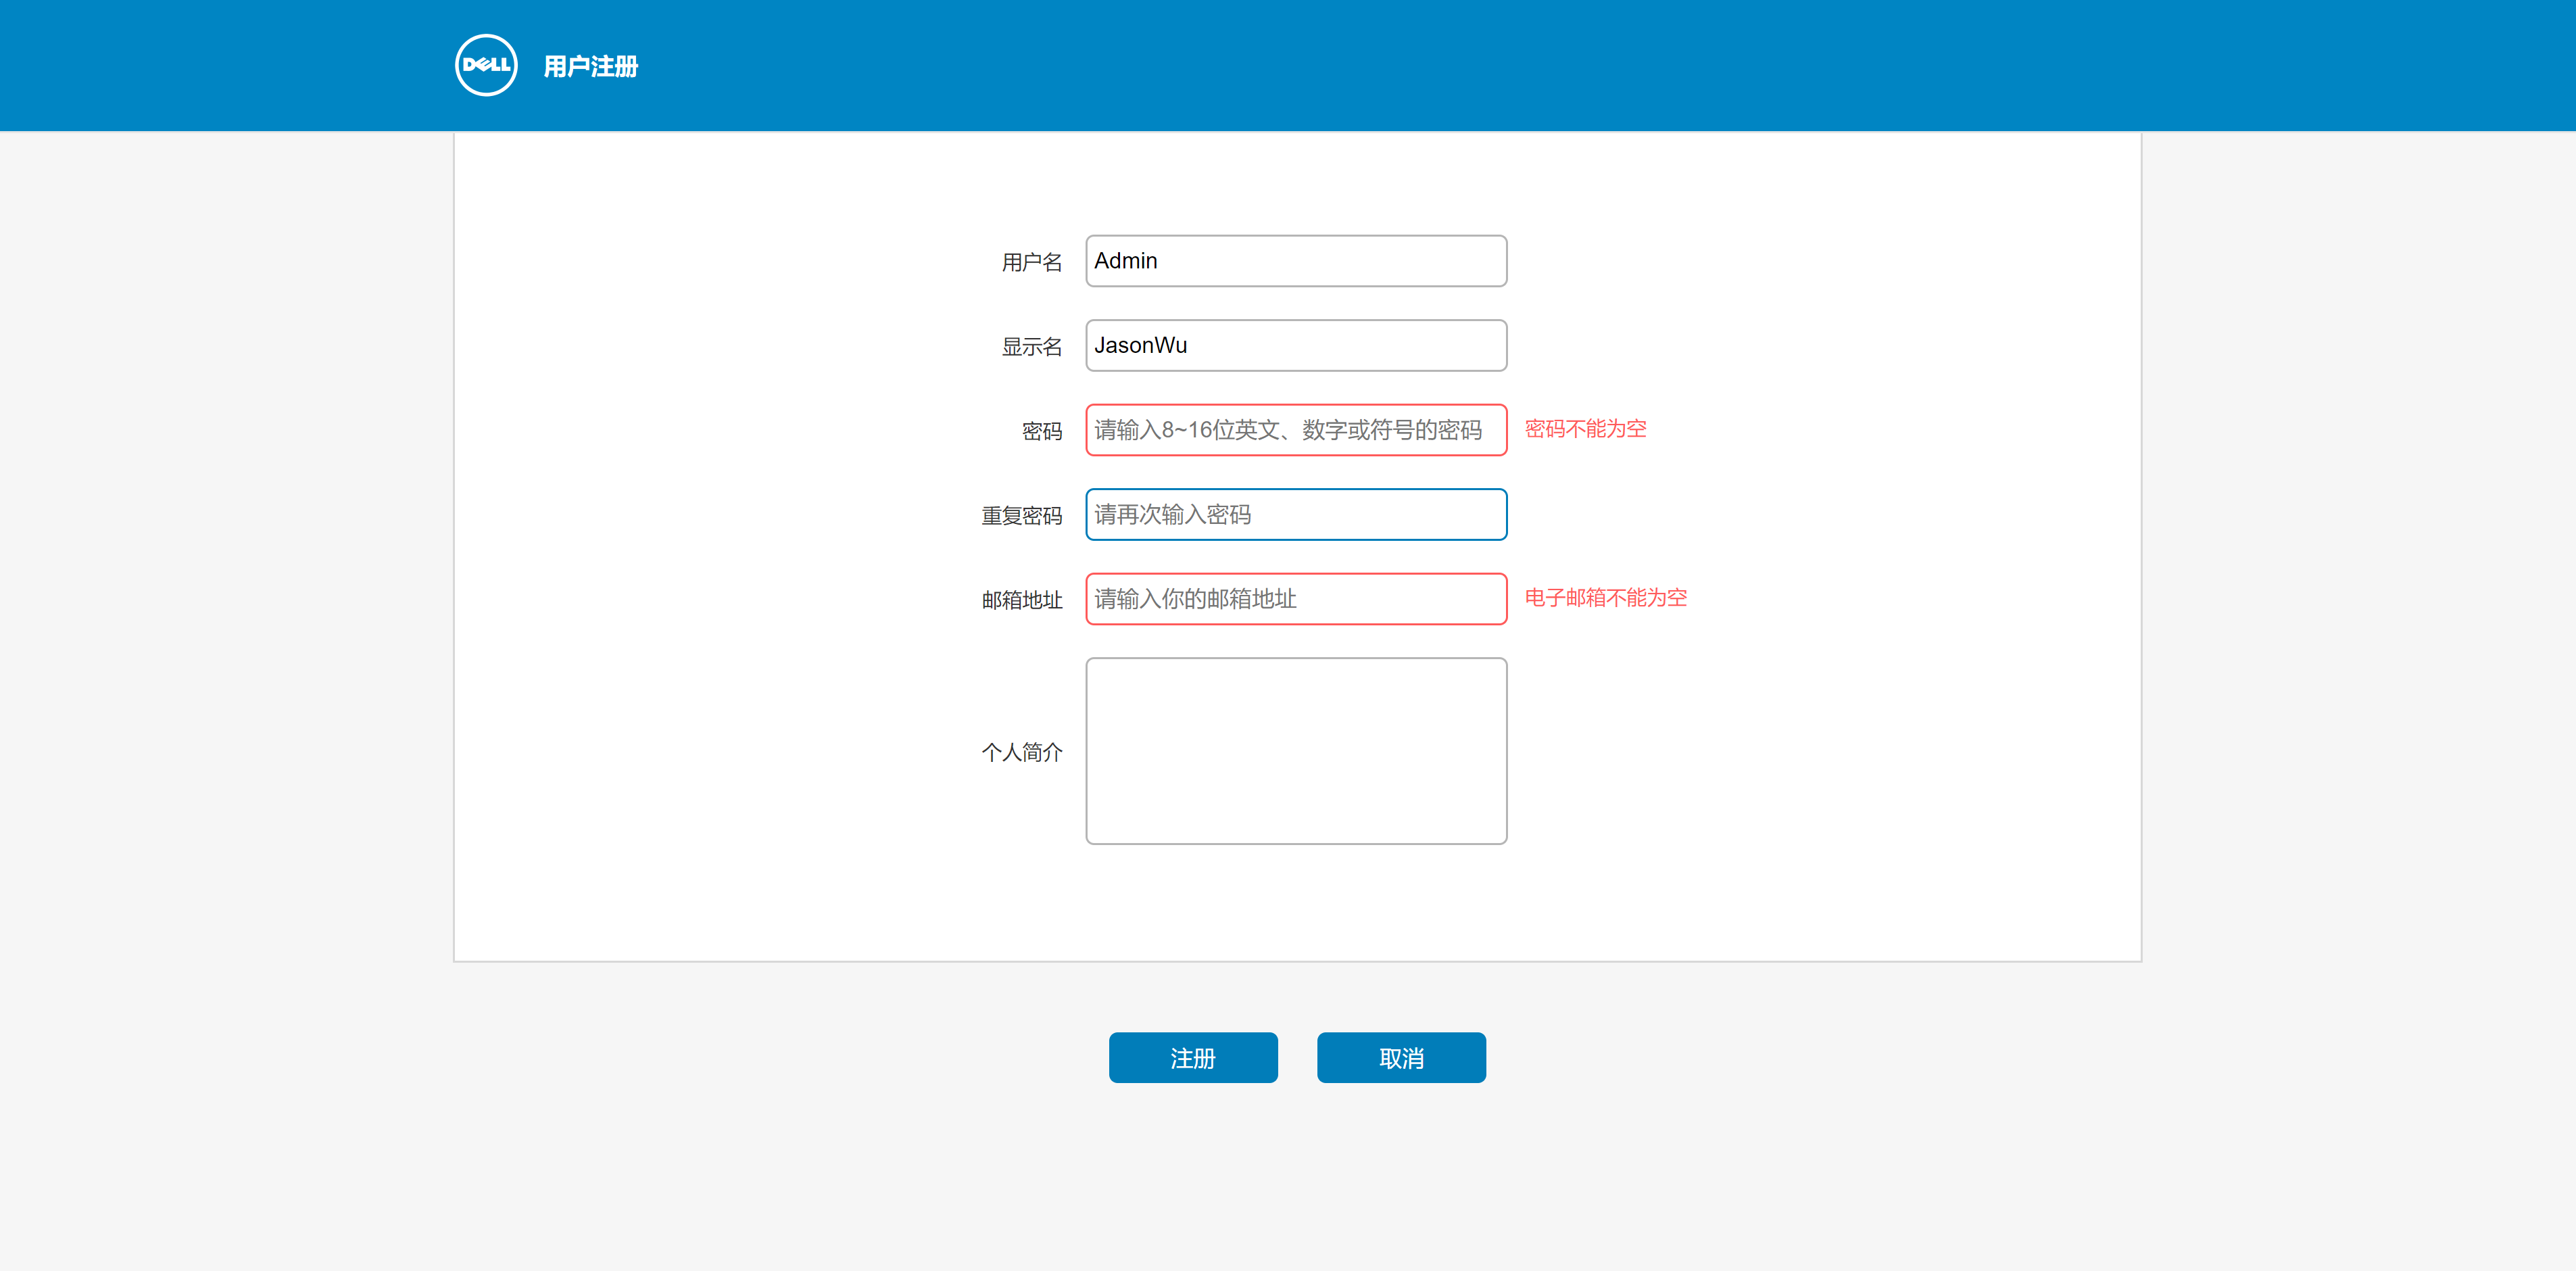 DELL 用户注册
用户名 Admin
显示名 JasonWu
密码 请输入8~16位英文、数字或符号的密码 密码不能为空
重复密码 请再次输入密码
邮箱地址 请输入你的邮箱地址 电子邮箱不能为空
个人简介
注册 取消